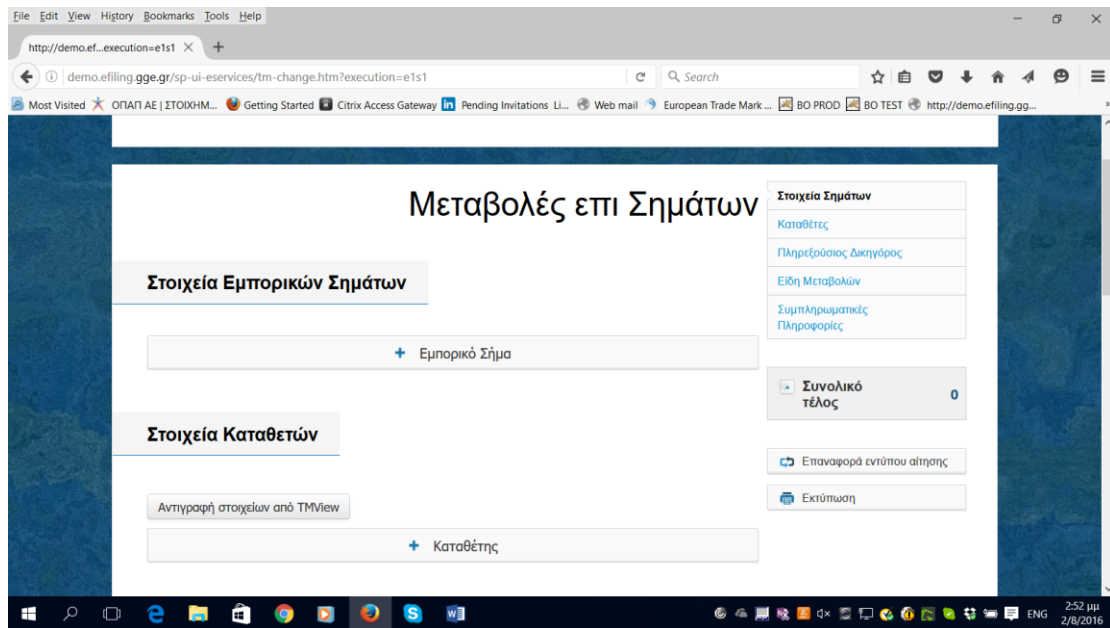 File Edit View History Bookmarks Tools Help
http://demo.ef...execution=e1s1
demo.efiling.gge.gr/sp-ui-eservices/tm-change.htm?execution=e1s1
Search
Most Visited ΟΠΑΠ ΑΕ | ΣΤΟΙΧΗΜ... Getting Started Citrix Access Gateway Pending Invitations Li... Web mail European Trade Mark ... BO PROD BO TEST http://demo.efiling.gg...
Μεταβολές επι Σημάτων
Στοιχεία Εμπορικών Σημάτων
+ Εμπορικό Σήμα
Στοιχεία Καταθετών
Αντιγραφή στοιχείων από TMView
+ Καταθέτης
Στοιχεία Σημάτων
Καταθέτες
Πληρεξούσιος Δικηγόρος
Είδη Μεταβολών
Συμπληρωματικές
Πληροφορίες
Συνολικό
τέλος
0
Επαναφορά εντύπου αίτησης
Εκτύπωση
ENG
2:52 μμ
2/8/2016